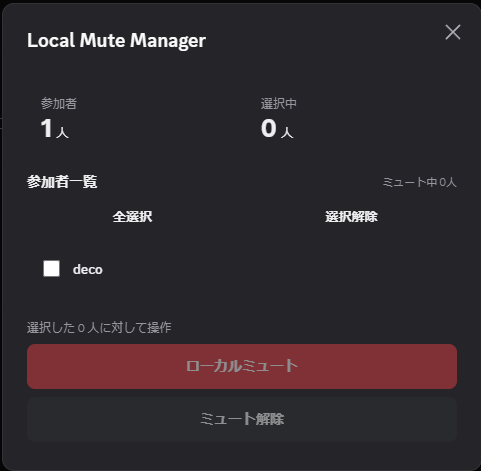 Local Mute Manager
参加者 選択中
1 人 0 人
参加者一覧 ミュート中 0人
全選択 選択解除
deco
選択した 0 人に対して操作
ローカルミュート
ミュート解除